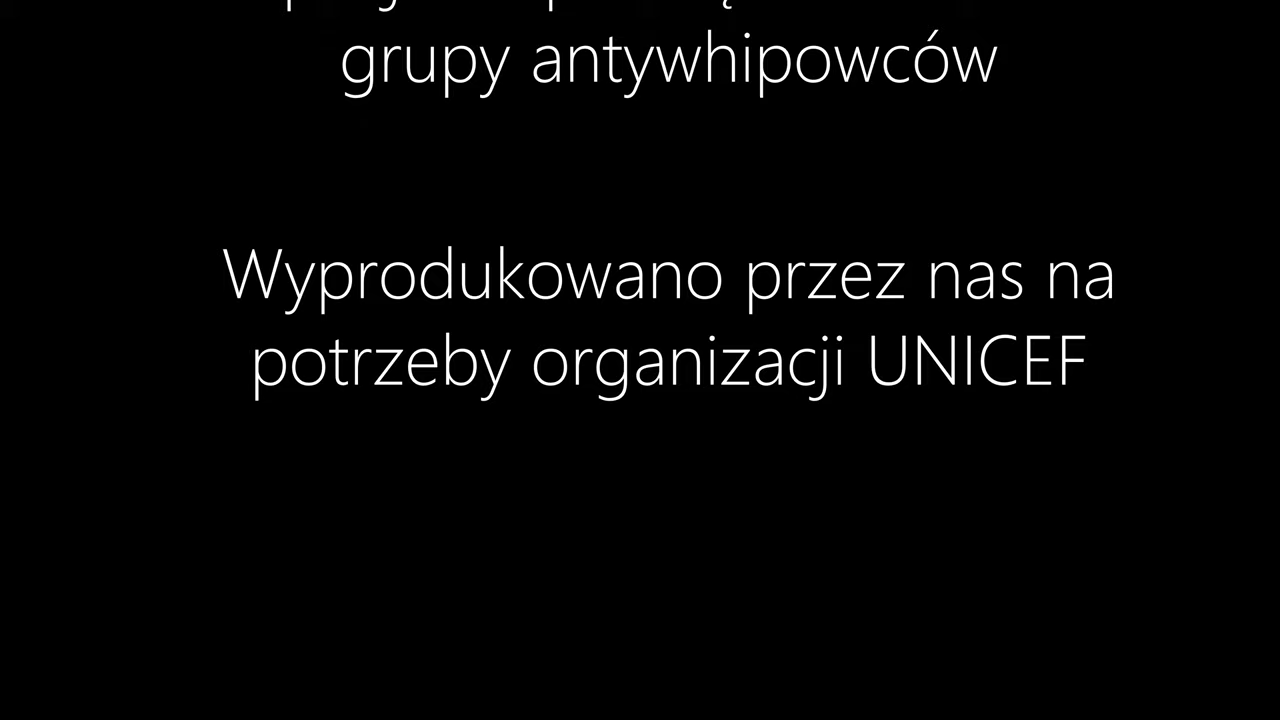 grupy antywhipowców
Wyprodukowano przez nas na
potrzeby organizacji UNICEF